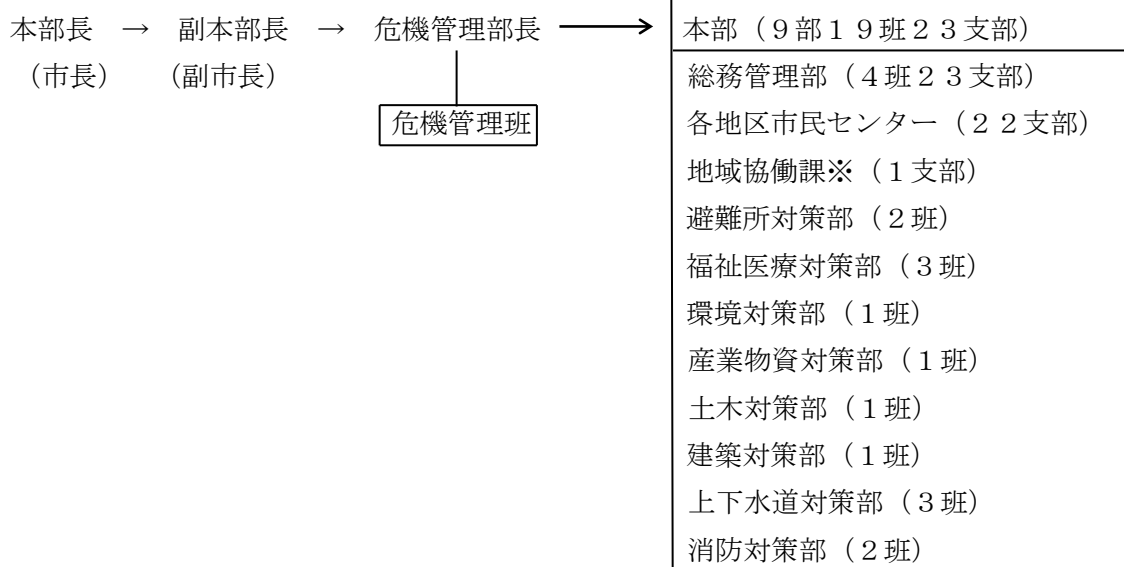 本部長 → 副本部長 → 危機管理部長 → 本部（９部１９班２３支部）
（市長） （副市長） 総務管理部（４班２３支部）
危機管理班 各地区市民センター（２２支部）
地域協働課※（１支部）
避難所対策部（２班）
福祉医療対策部（３班）
環境対策部（１班）
産業物資対策部（１班）
土木対策部（１班）
建築対策部（１班）
上下水道対策部（３班）
消防対策部（２班）